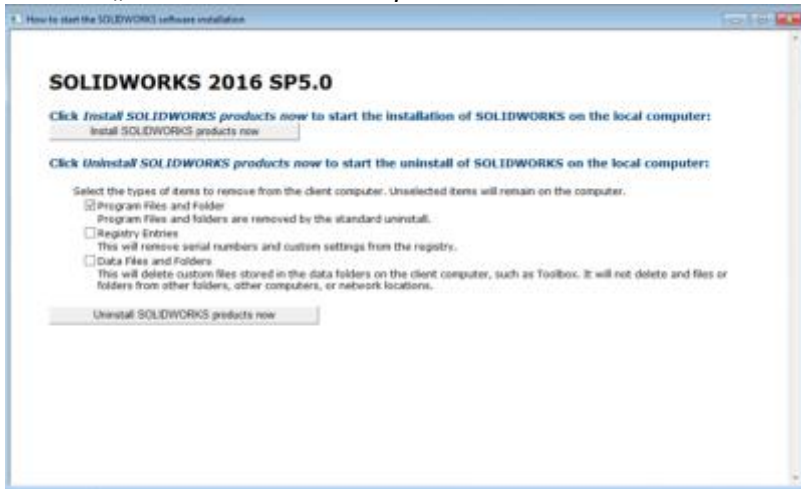 How to start the SOLIDWORKS software installation
SOLIDWORKS 2016 SP5.0
Click Install SOLIDWORKS products now to start the installation of SOLIDWORKS on the local computer:
Install SOLIDWORKS products now
Click Uninstall SOLIDWORKS products now to start the uninstall of SOLIDWORKS on the local computer:
Select the types of items to remove from the client computer. Unselected items will remain on the computer.
Program Files and Folder
Program Files and folders are removed by the standard uninstall.
Registry Entries
This will remove serial numbers and custom settings from the registry.
Data Files and Folders
This will delete custom files stored in the data folders on the client computer, such as Toolbox. It will not delete and files or
folders from other folders, other computers, or network locations.
Uninstall SOLIDWORKS products now